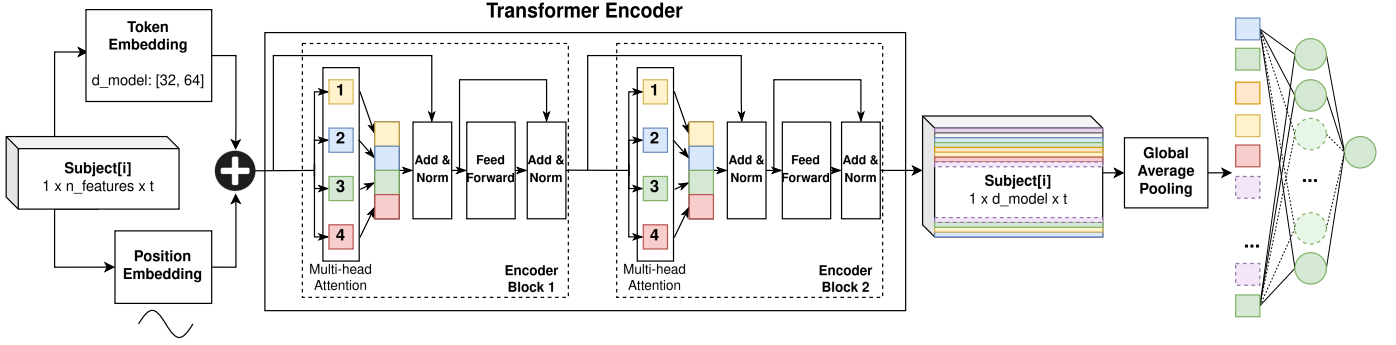 Transformer Encoder
Token
Embedding
d_model: [32, 64]
Subject[i]
1 x n_features x t
Position
Embedding
1
2
3
4
Multi-head
Attention
Add &
Norm
Feed
Forward
Add &
Norm
Encoder
Block 1
1
2
3
4
Multi-head
Attention
Add &
Norm
Feed
Forward
Add &
Norm
Encoder
Block 2
Subject[i]
1 x d_model x t
Global
Average
Pooling
...
...